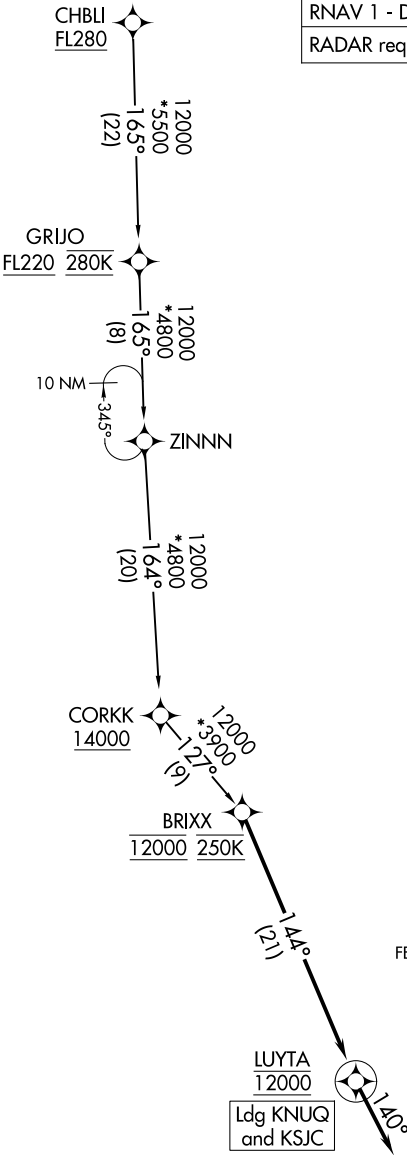 RNAV 1 - D
RADAR req
CHBLI
FL280
12000
*5500
165°
(22)
GRIJO
FL220 280K
12000
*4800
165°
(8)
10 NM
345°
ZINNN
12000
*4800
164°
(20)
CORKK
14000
12000
*3900
127°
(9)
BRIXX
12000 250K
144°
(21)
FE
LUYTA
12000
140°
Ldg KNUQ
and KSJC